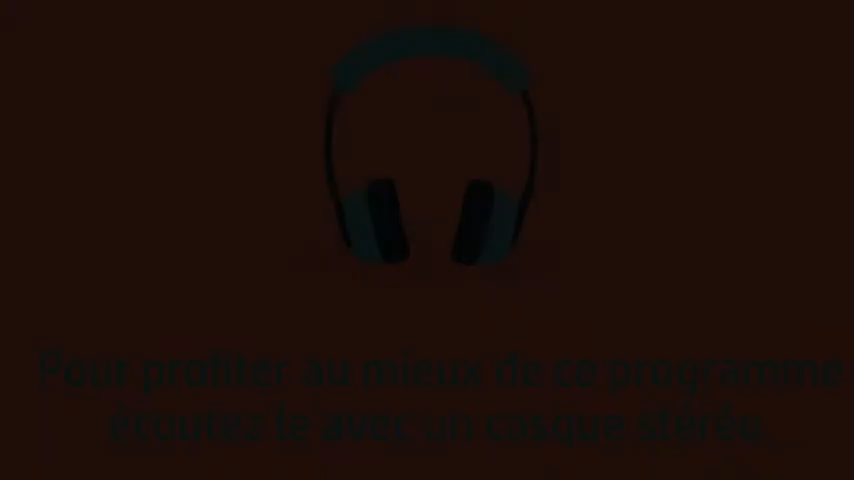 Pour profiter au mieux de ce programme
écoutez le avec un casque stéréo.